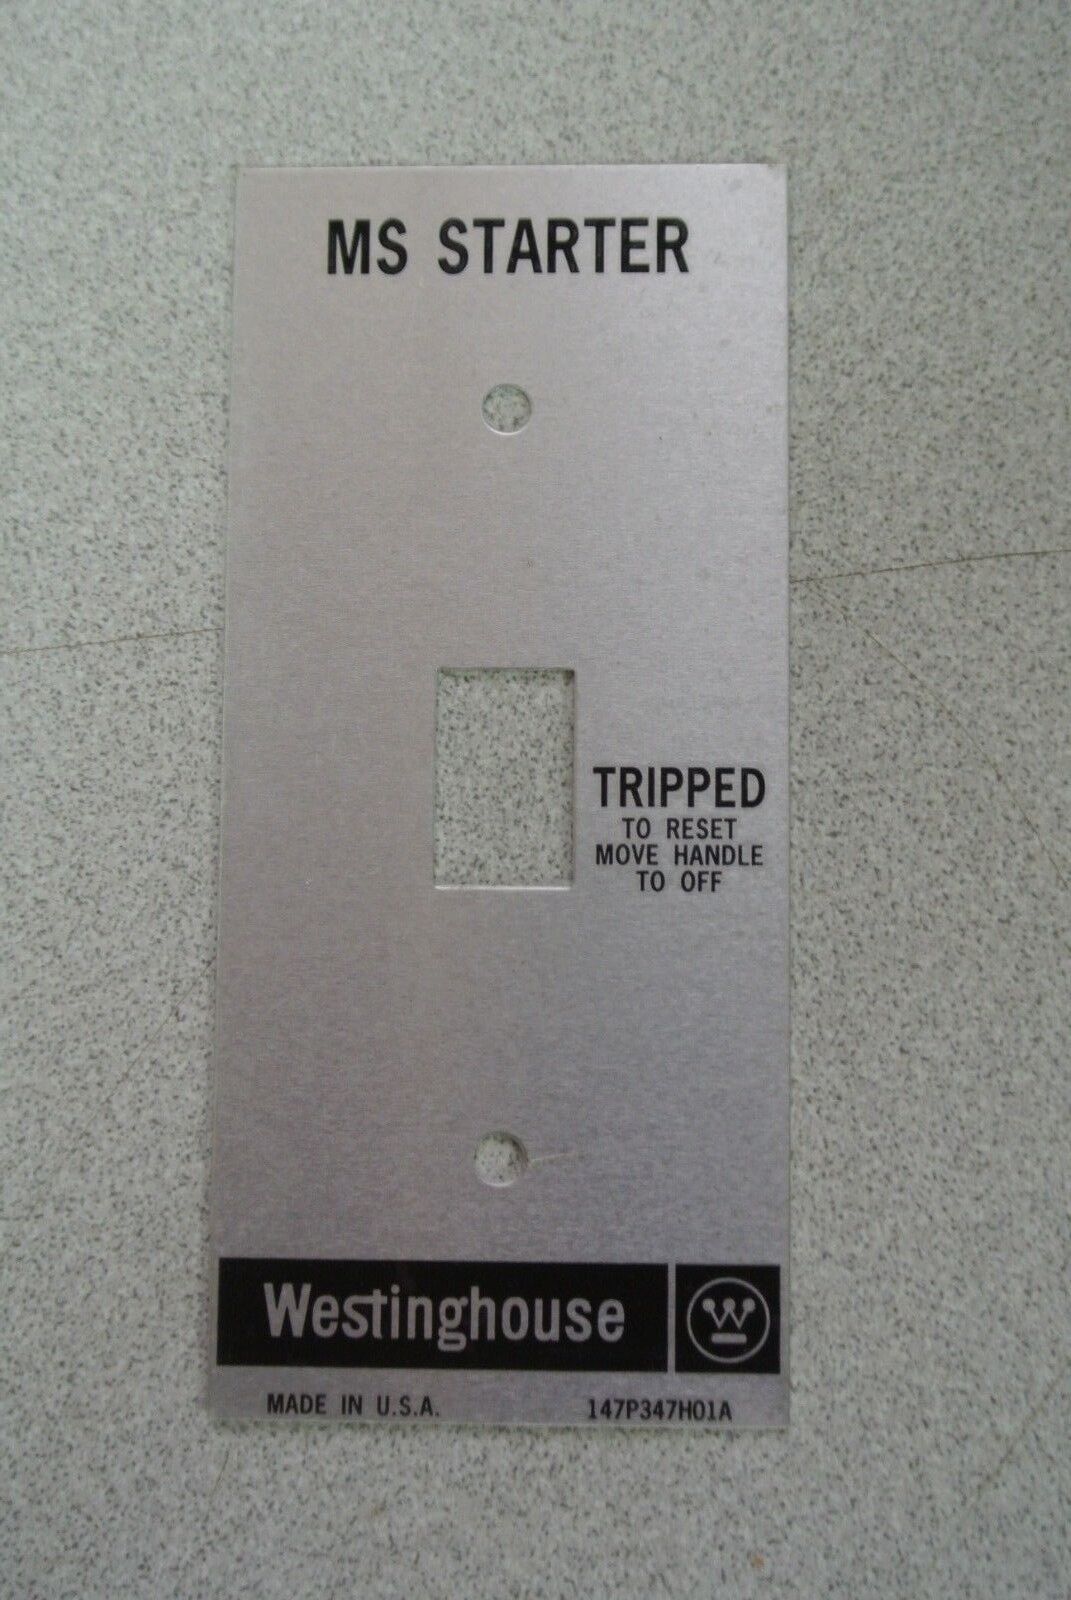 MS STARTER
TRIPPED
TO RESET
MOVE HANDLE
TO OFF
Westinghouse W
MADE IN U.S.A. 147P347H01A